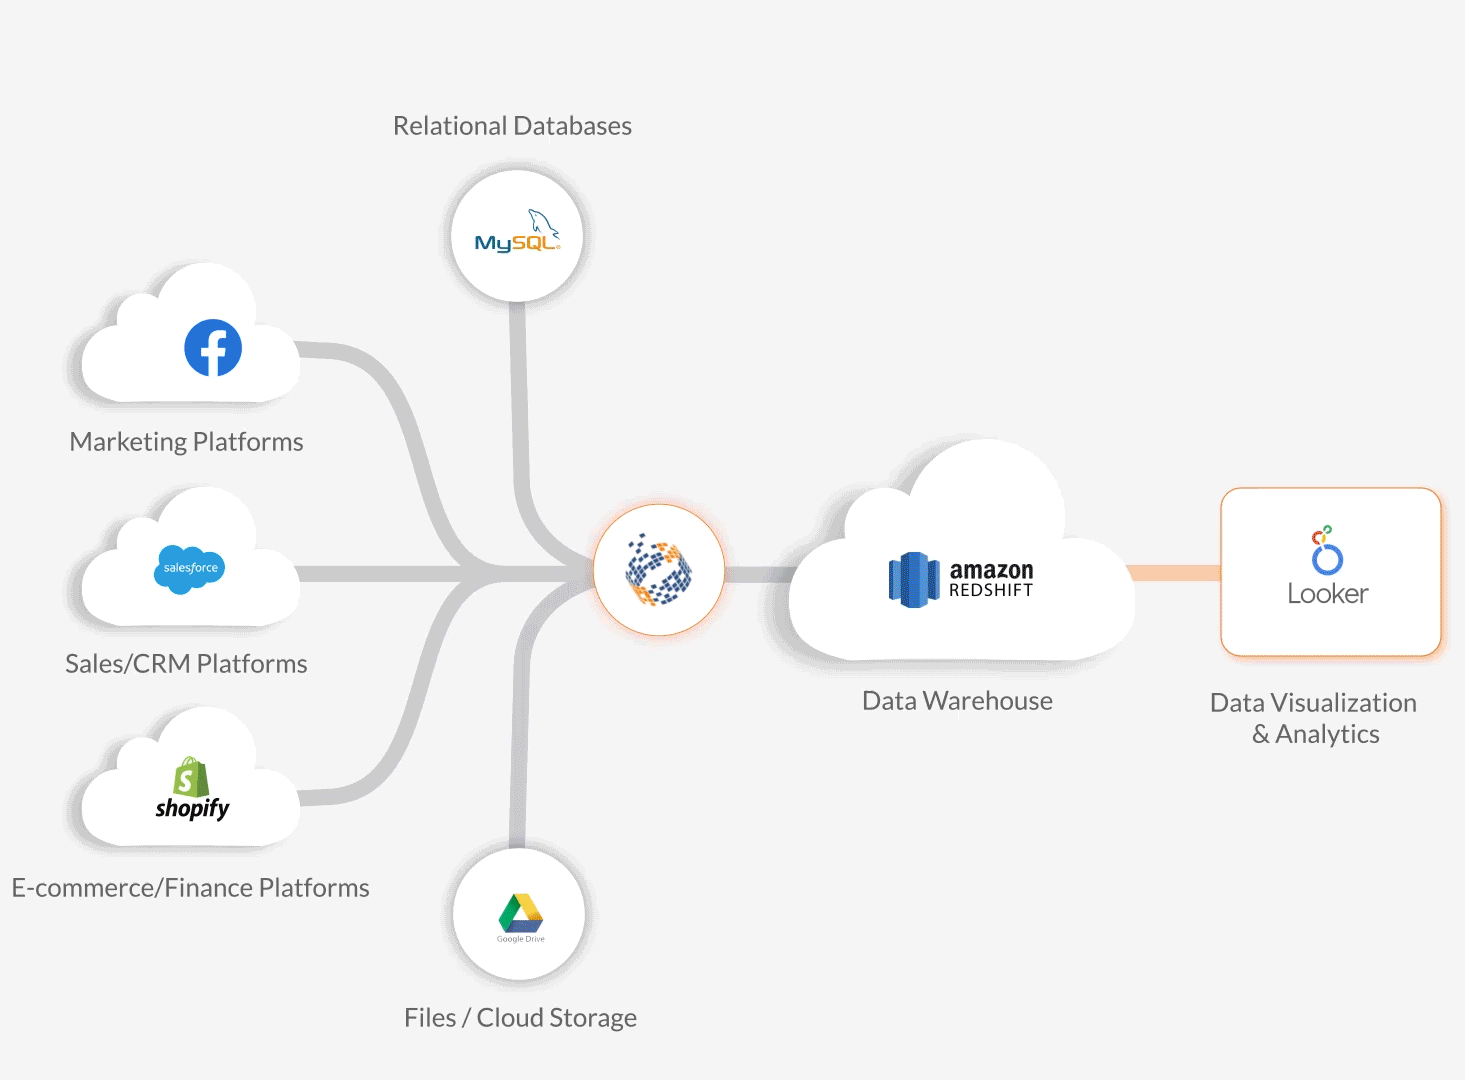 Relational Databases
MySQL®
Marketing Platforms
salesforce
Sales/CRM Platforms
shopify
E-commerce/Finance Platforms
Google Drive
Files / Cloud Storage
amazon
REDSHIFT
Data Warehouse
Looker
Data Visualization
& Analytics